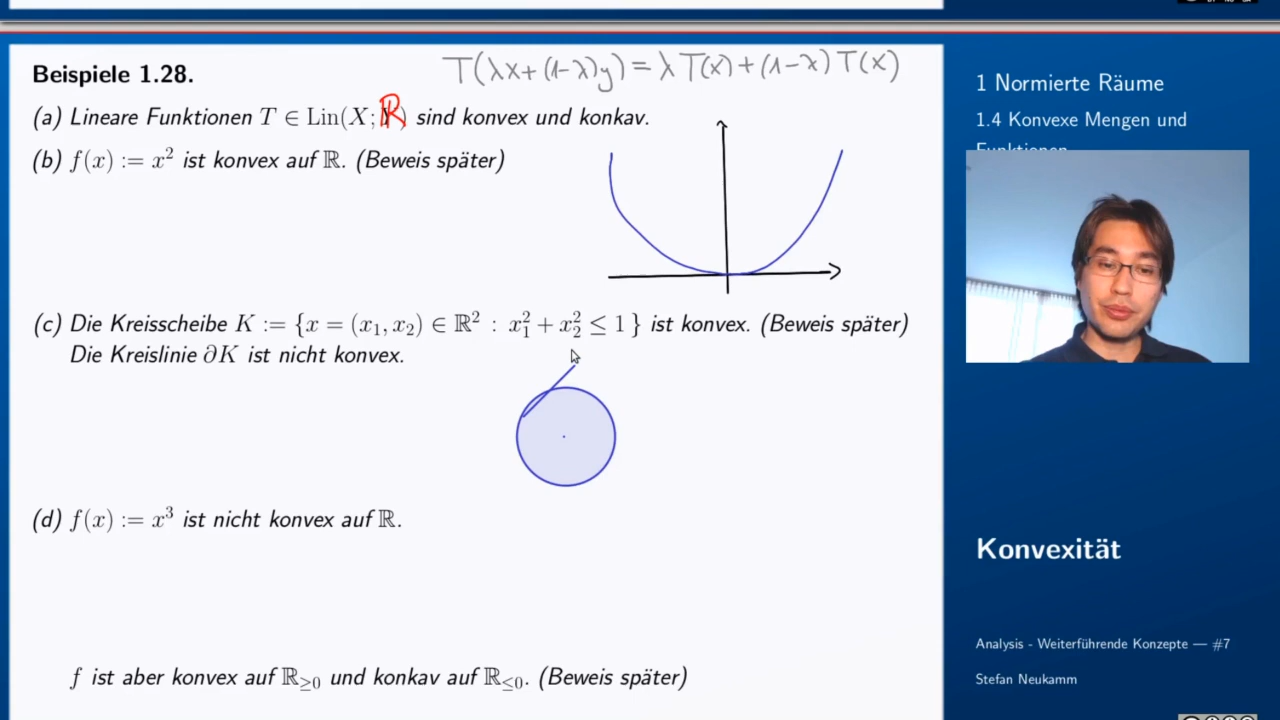 Beispiele 1.28.
T(λx+(1-λ)y) = λ T(x) + (1-λ) T(x)
(a) Lineare Funktionen T ∈ Lin(X; ℝ) sind konvex und konkav.
(b) f(x) := x² ist konvex auf ℝ. (Beweis später)
(c) Die Kreisscheibe K := {x = (x₁, x₂) ∈ ℝ² : x₁² + x₂² ≤ 1 } ist konvex. (Beweis später)
Die Kreislinie ∂K ist nicht konvex.
(d) f(x) := x³ ist nicht konvex auf ℝ.
f ist aber konvex auf ℝ≥0 und konkav auf ℝ≤0. (Beweis später)
1 Normierte Räume
1.4 Konvexe Mengen und
Funktionen
Konvexität
Analysis - Weiterführende Konzepte — #7
Stefan Neukamm